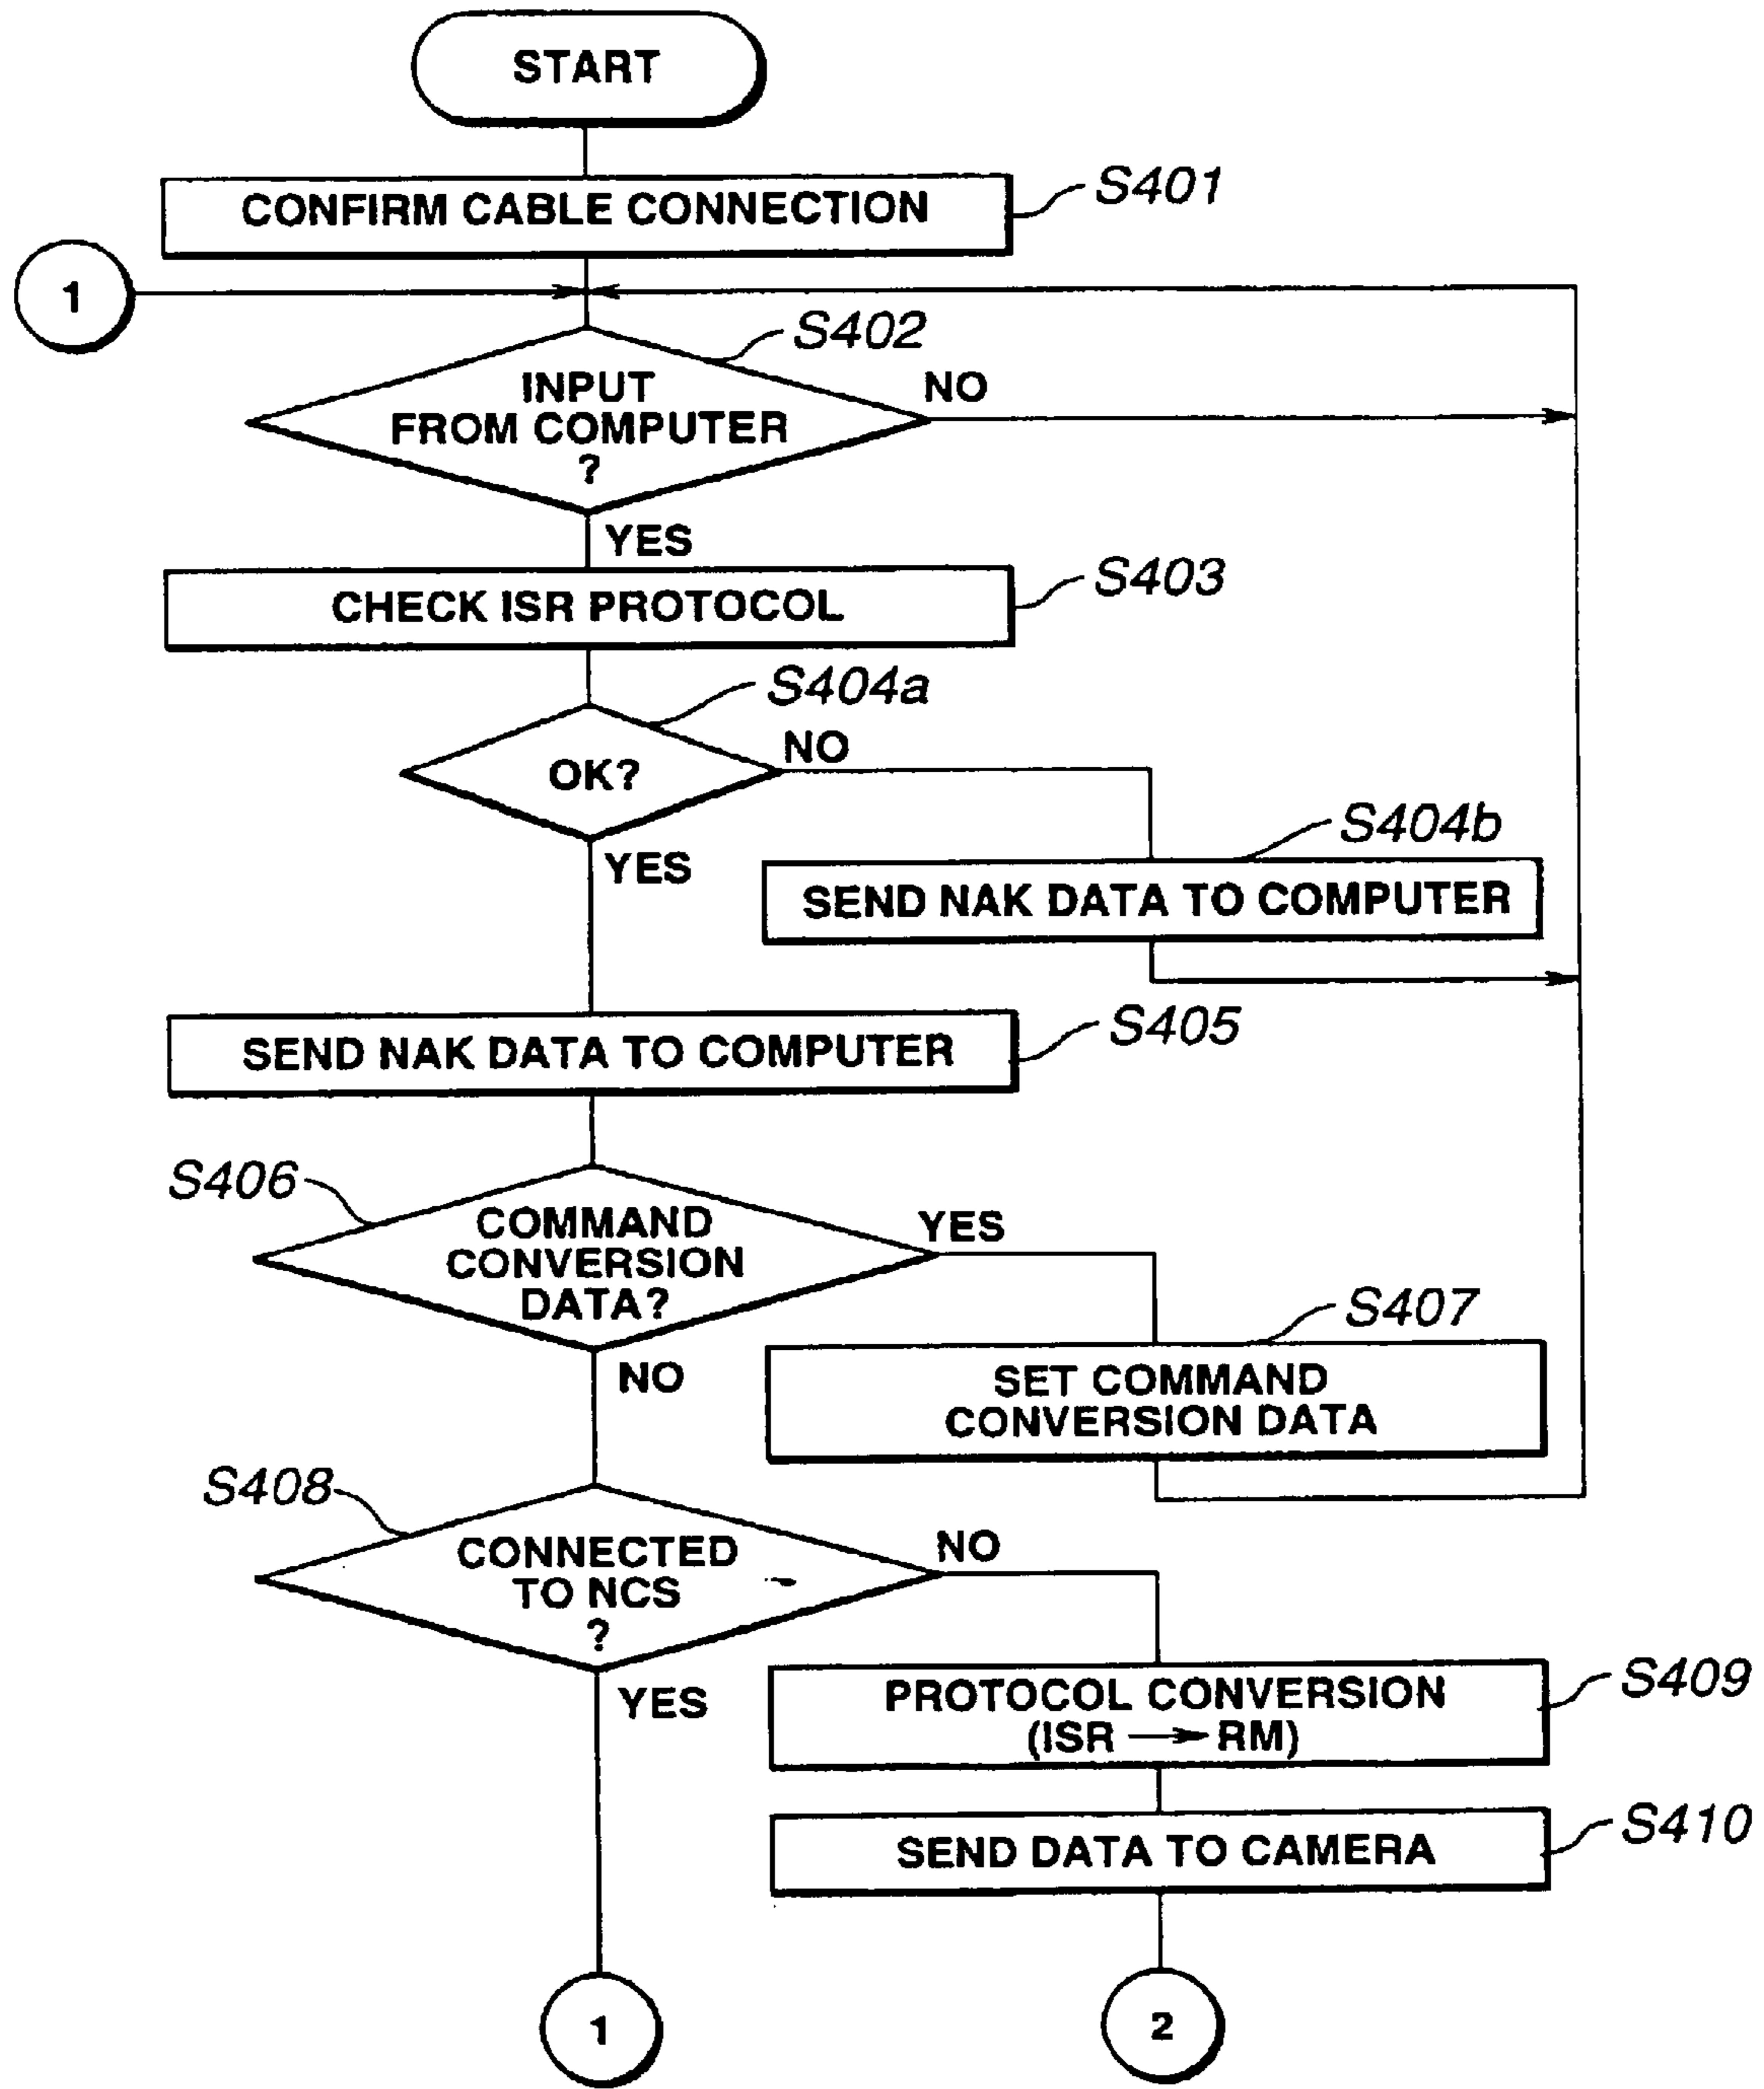 START
CONFIRM CABLE CONNECTION
S401
1
S402
INPUT
FROM COMPUTER
?
NO
YES
CHECK ISR PROTOCOL
S403
S404a
OK?
NO
YES
S404b
SEND NAK DATA TO COMPUTER
SEND NAK DATA TO COMPUTER
S405
S406
COMMAND
CONVERSION
DATA?
YES
NO
S407
SET COMMAND
CONVERSION DATA
S408
CONNECTED
TO NCS
?
NO
YES
PROTOCOL CONVERSION
(ISR → RM)
S409
SEND DATA TO CAMERA
S410
1
2